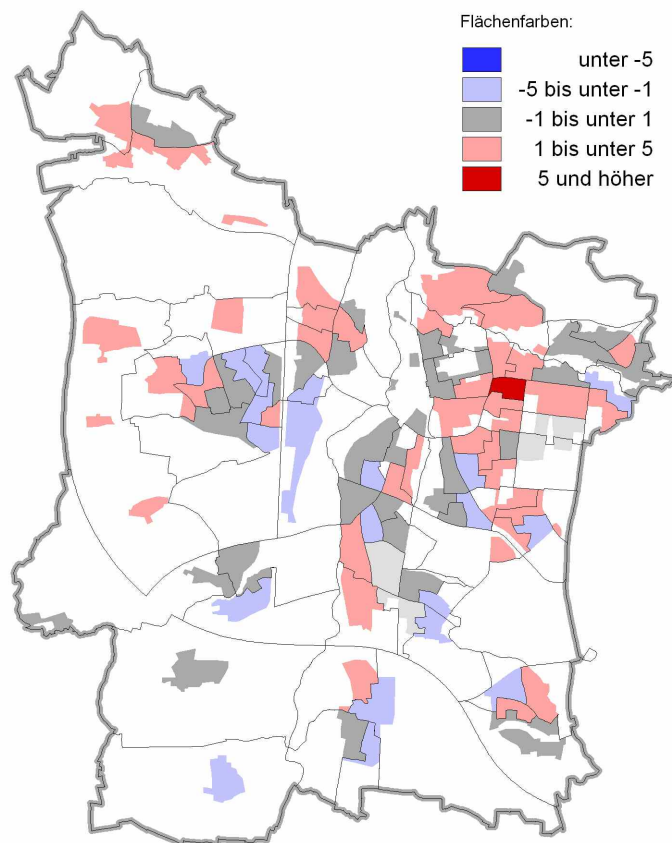 Flächenfarben:
unter -5
-5 bis unter -1
-1 bis unter 1
1 bis unter 5
5 und höher